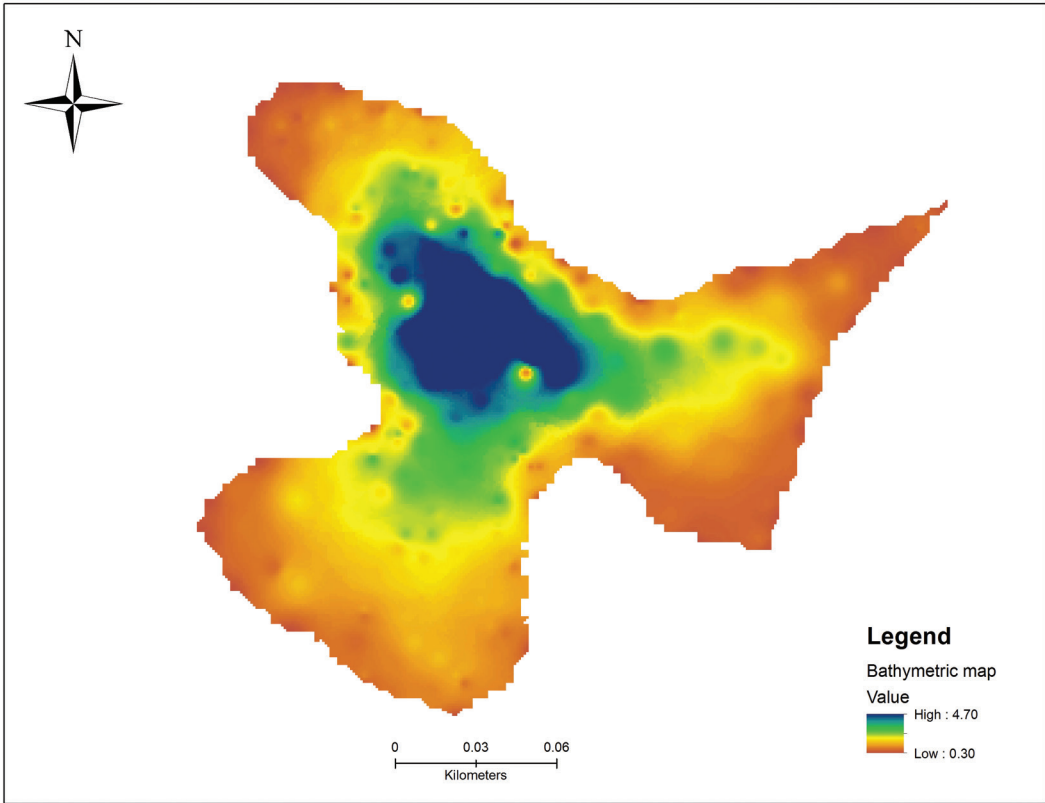 N
Legend
Bathymetric map
Value
High : 4.70
Low : 0.30
0 0.03 0.06
Kilometers